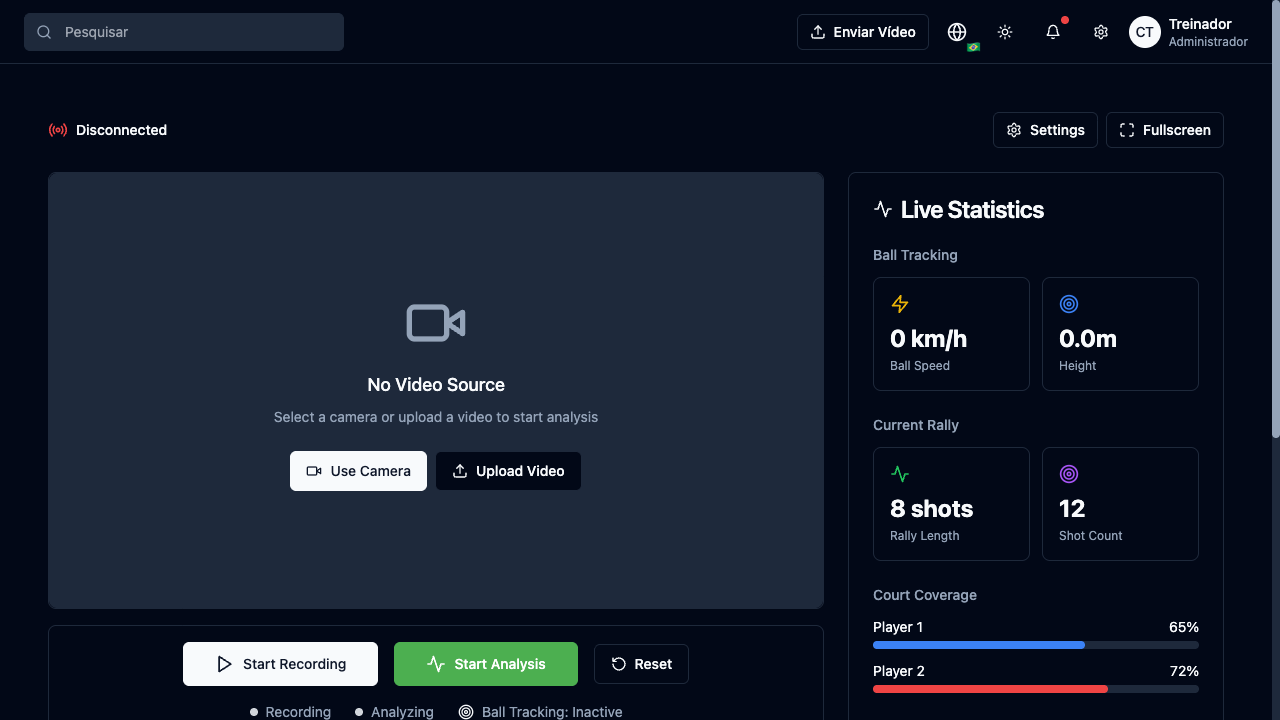 Pesquisar
Enviar Vídeo
CT
Treinador
Administrador
Disconnected
Settings
Fullscreen
No Video Source
Select a camera or upload a video to start analysis
Use Camera
Upload Video
Start Recording
Start Analysis
Reset
Recording
Analyzing
Ball Tracking: Inactive
Live Statistics
Ball Tracking
0 km/h
Ball Speed
0.0m
Height
Current Rally
8 shots
Rally Length
12
Shot Count
Court Coverage
Player 1 65%
Player 2 72%